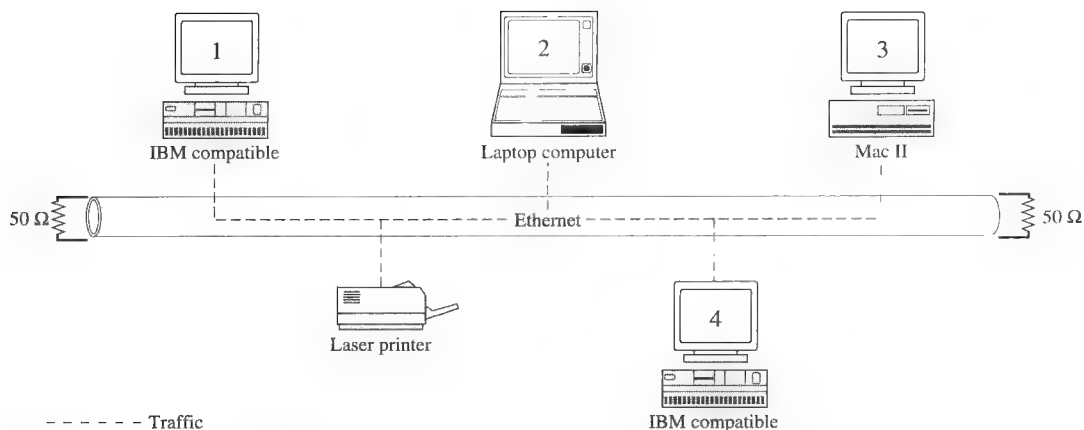 1
2
3
IBM compatible
Laptop computer
Mac II
50 Ω
Ethernet
50 Ω
Laser printer
4
IBM compatible
Traffic